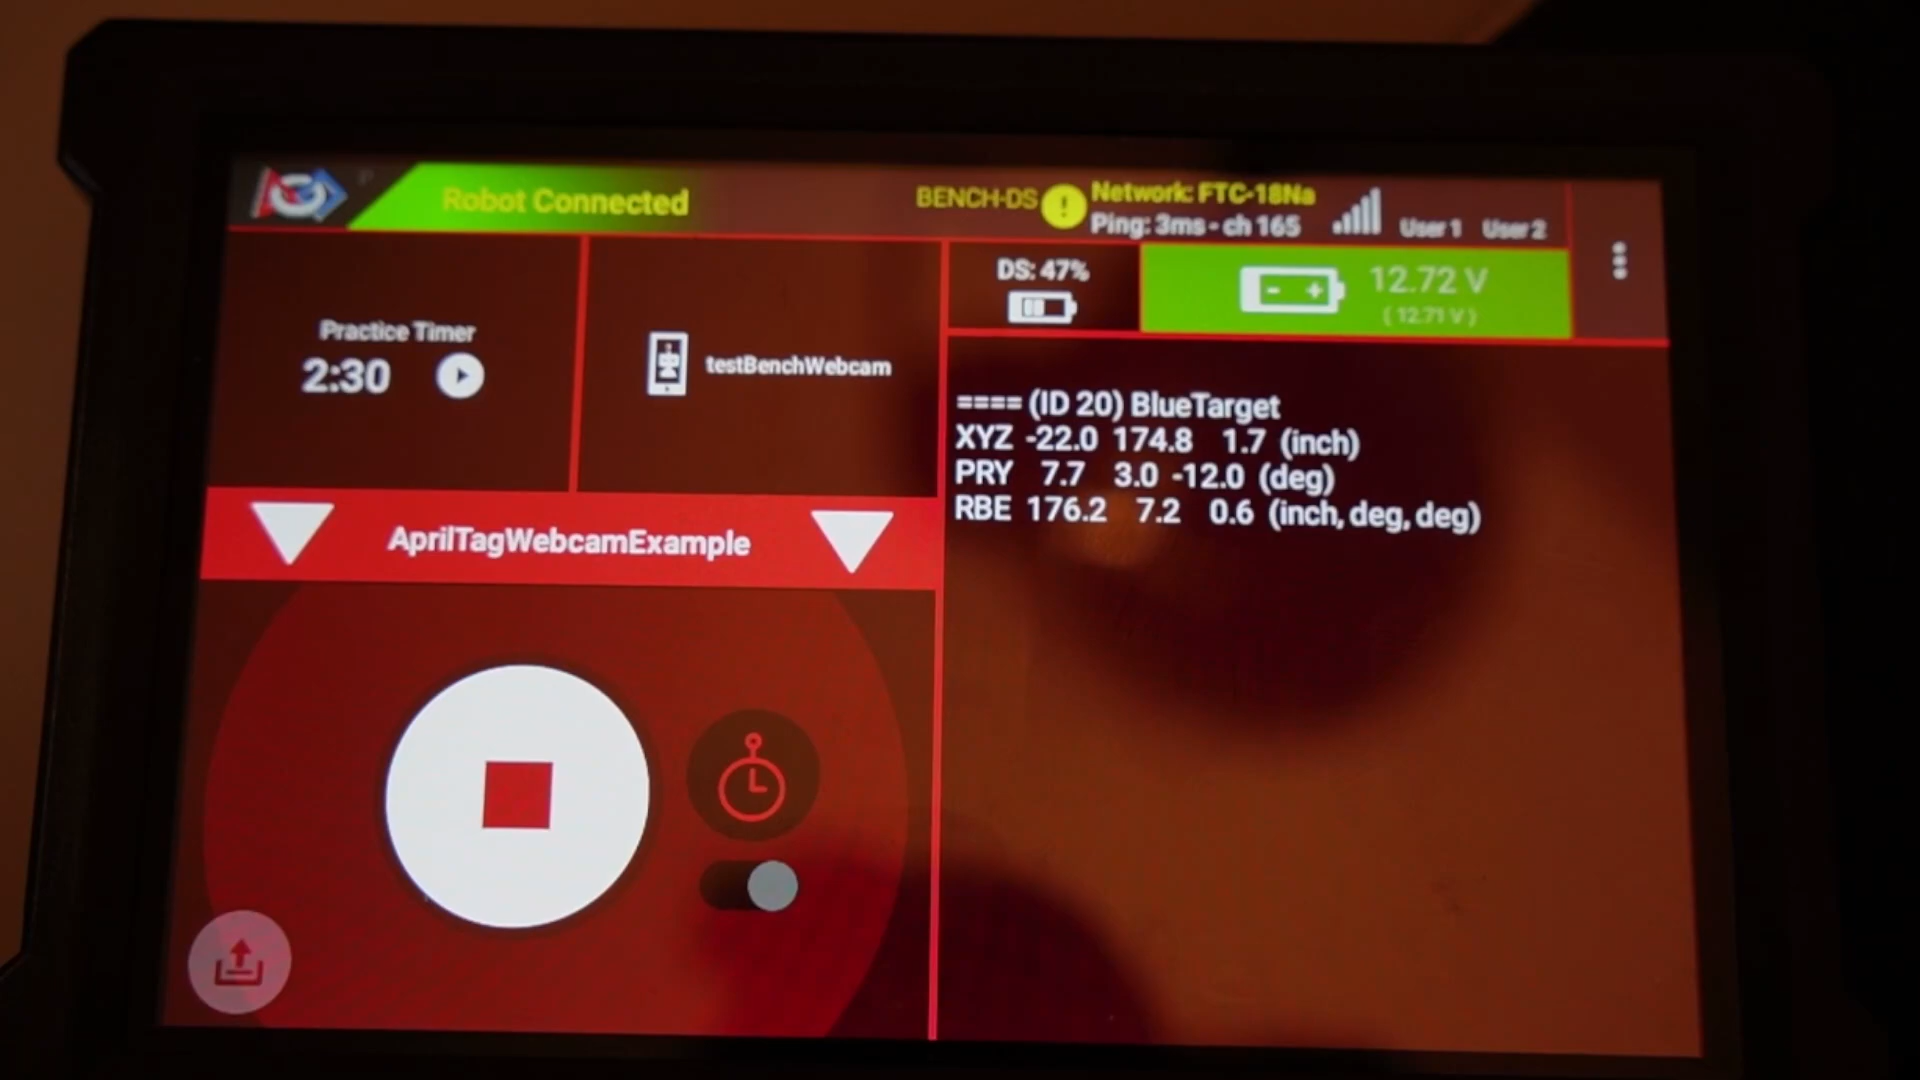 Robot Connected
BENCH-DS
Network: FTC-18Na
Ping: 3ms - ch 165
User 1 User 2
DS: 47%
12.72 V
( 12.71 V )
Practice Timer
2:30
testBenchWebcam
==== (ID 20) BlueTarget
XYZ -22.0 174.8 1.7 (inch)
PRY 7.7 3.0 -12.0 (deg)
RBE 176.2 7.2 0.6 (inch, deg, deg)
AprilTagWebcamExample